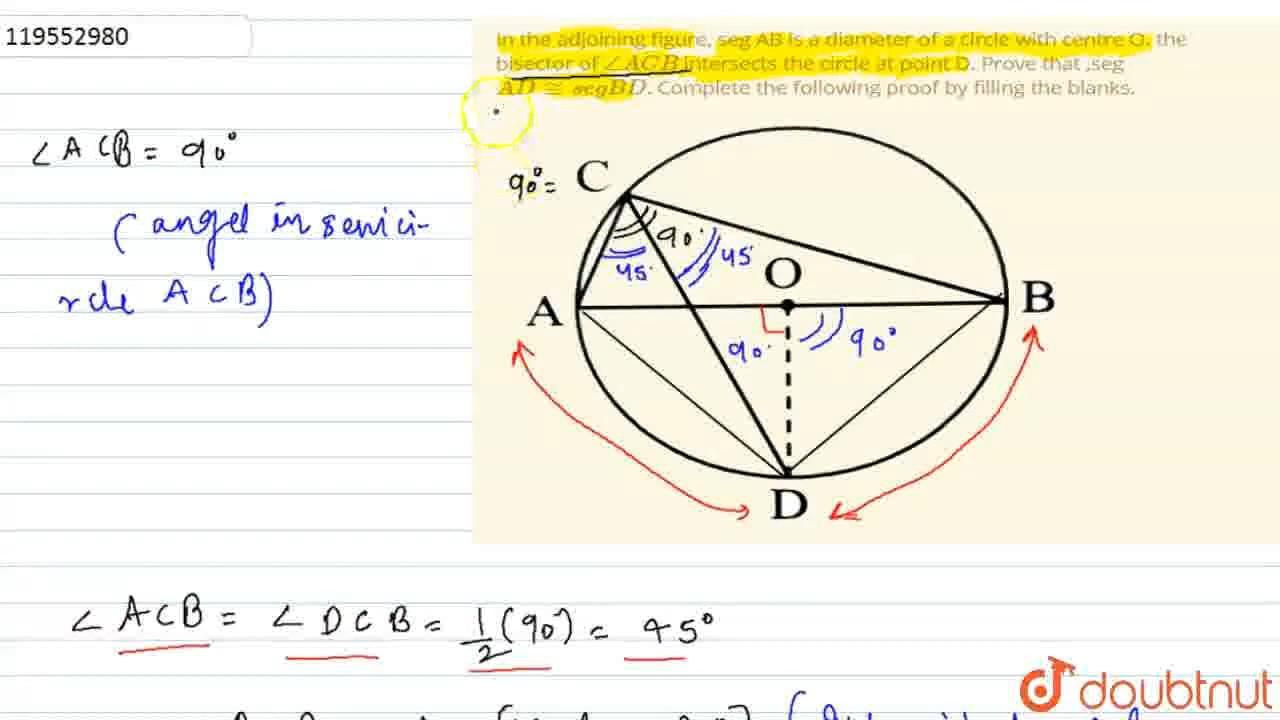 119552980
In the adjoining figure, seg AB is a diameter of a circle with centre O. the
bisector of ∠ACB intersects the circle at point D. Prove that ,seg
AD ≅ segBD. Complete the following proof by filling the blanks.
∠ACB = 90°
( angel in semici-
rcle ACB)
90°= C
90°
45°
45°
O
A
B
90°
90°
D
∠ ACB = ∠ DCB = 1/2 (90) = 45°
doubtnut